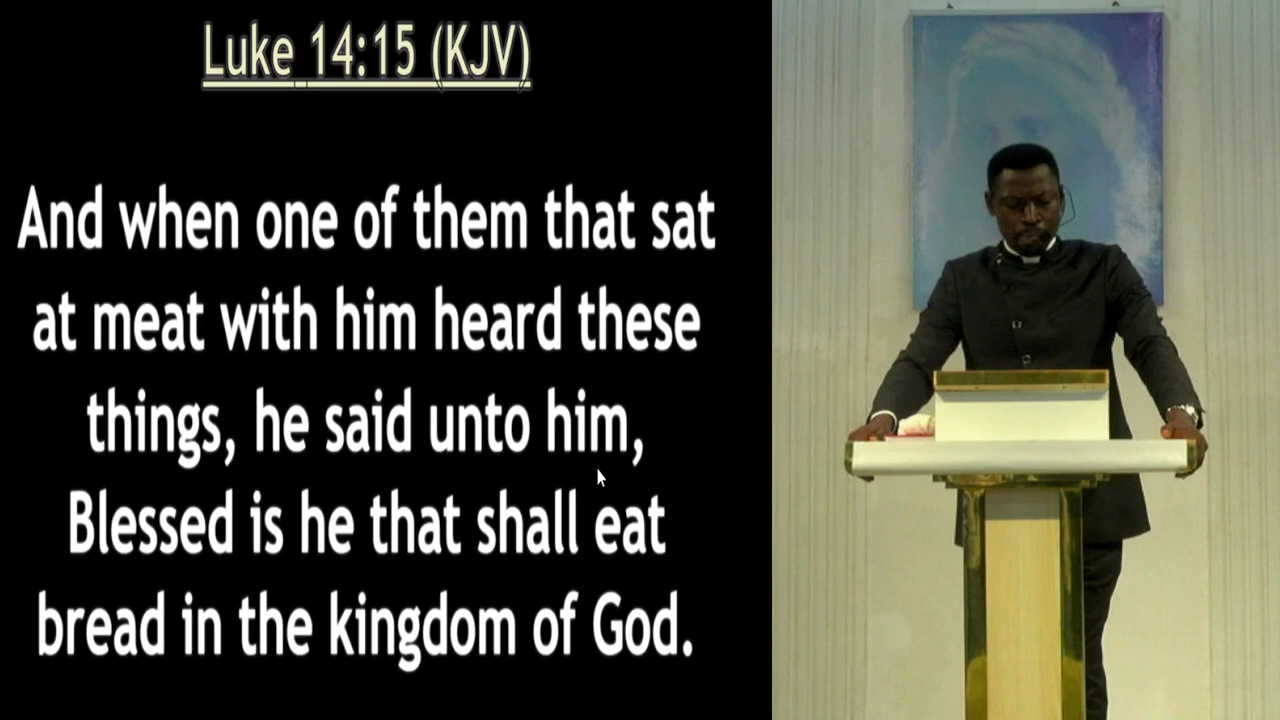 Luke 14:15 (KJV)
And when one of them that sat
at meat with him heard these
things, he said unto him,
Blessed is he that shall eat
bread in the kingdom of God.